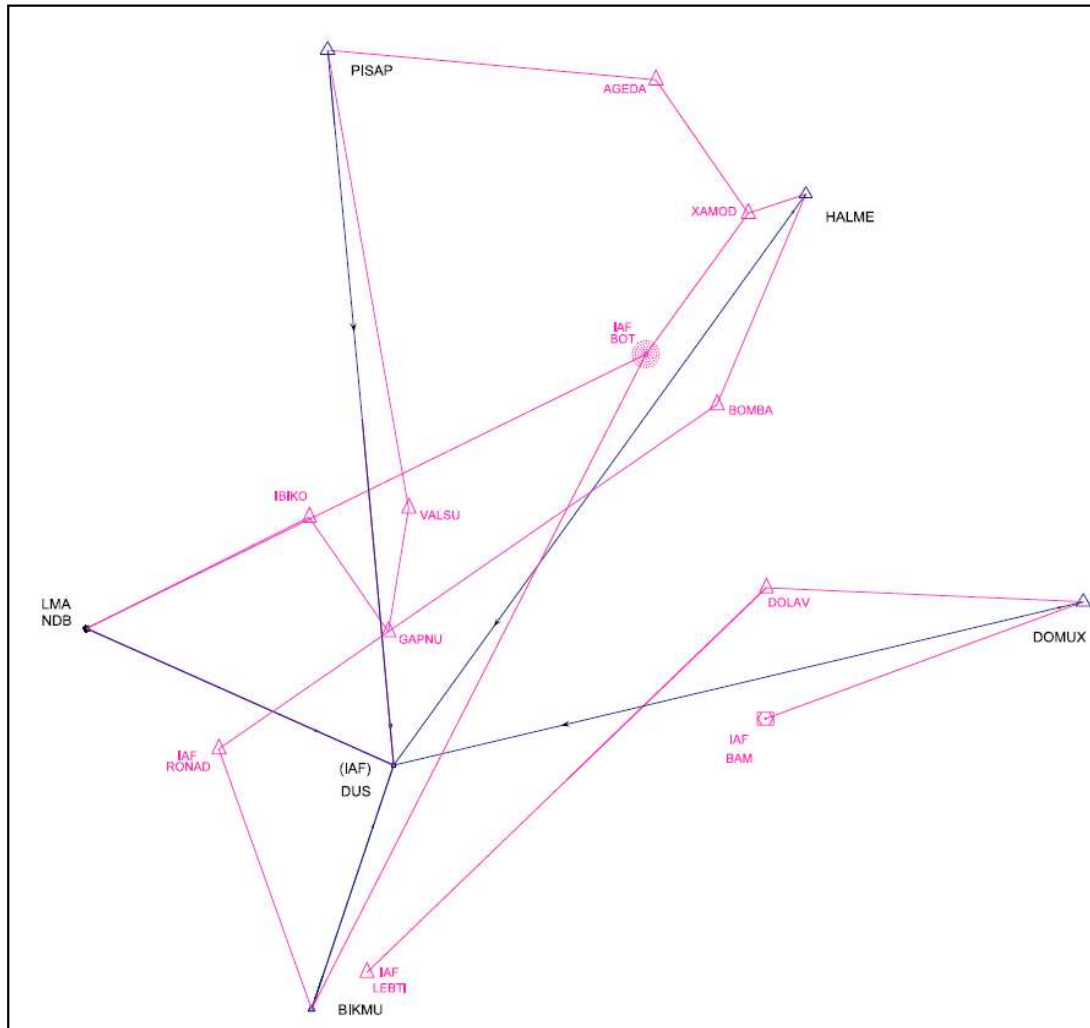 PISAP
AGEDA
XAMOD
HALME
IAF
BOT
BOMBA
IBIKO
VALSU
LMA
NDB
GAPNU
DOLAV
DOMUX
IAF
RONAD
(IAF)
DUS
IAF
BAM
IAF
LEBTI
BIKMU